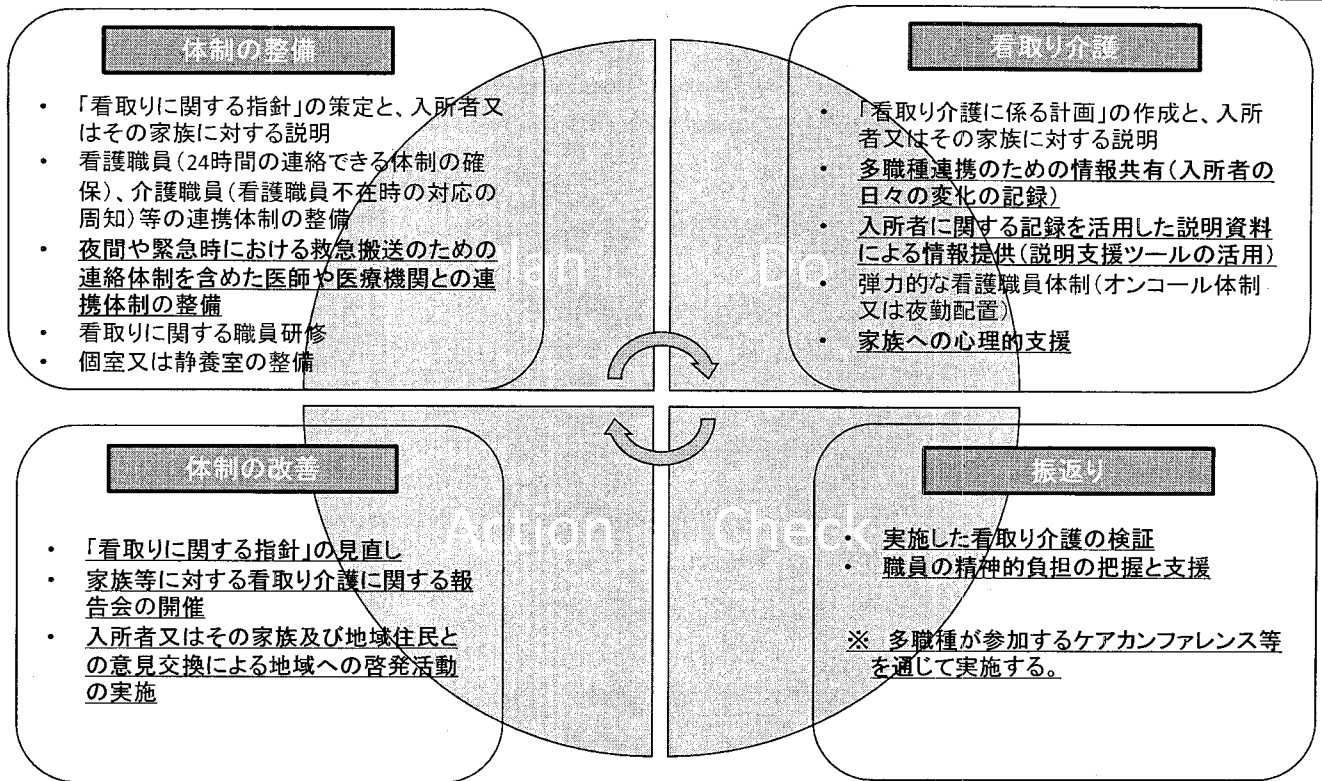 体制の整備
・ 「看取りに関する指針」の策定と、入所者又
はその家族に対する説明
・ 看護職員(24時間の連絡できる体制の確
保)、介護職員(看護職員不在時の対応の
周知)等の連携体制の整備
・ 夜間や緊急時における救急搬送のための
連絡体制を含めた医師や医療機関との連
携体制の整備
・ 看取りに関する職員研修
・ 個室又は静養室の整備
Plan
看取り介護
・ 「看取り介護に係る計画」の作成と、入所
者又はその家族に対する説明
・ 多職種連携のための情報共有(入所者の
日々の変化の記録)
・ 入所者に関する記録を活用した説明資料
による情報提供(説明支援ツールの活用)
・ 弾力的な看護職員体制(オンコール体制
又は夜勤配置)
・ 家族への心理的支援
Do
体制の改善
・ 「看取りに関する指針」の見直し
・ 家族等に対する看取り介護に関する報
告会の開催
・ 入所者又はその家族及び地域住民と
の意見交換による地域への啓発活動
の実施
Action
振返り
・ 実施した看取り介護の検証
・ 職員の精神的負担の把握と支援
※ 多職種が参加するケアカンファレンス等
を通じて実施する。
Check